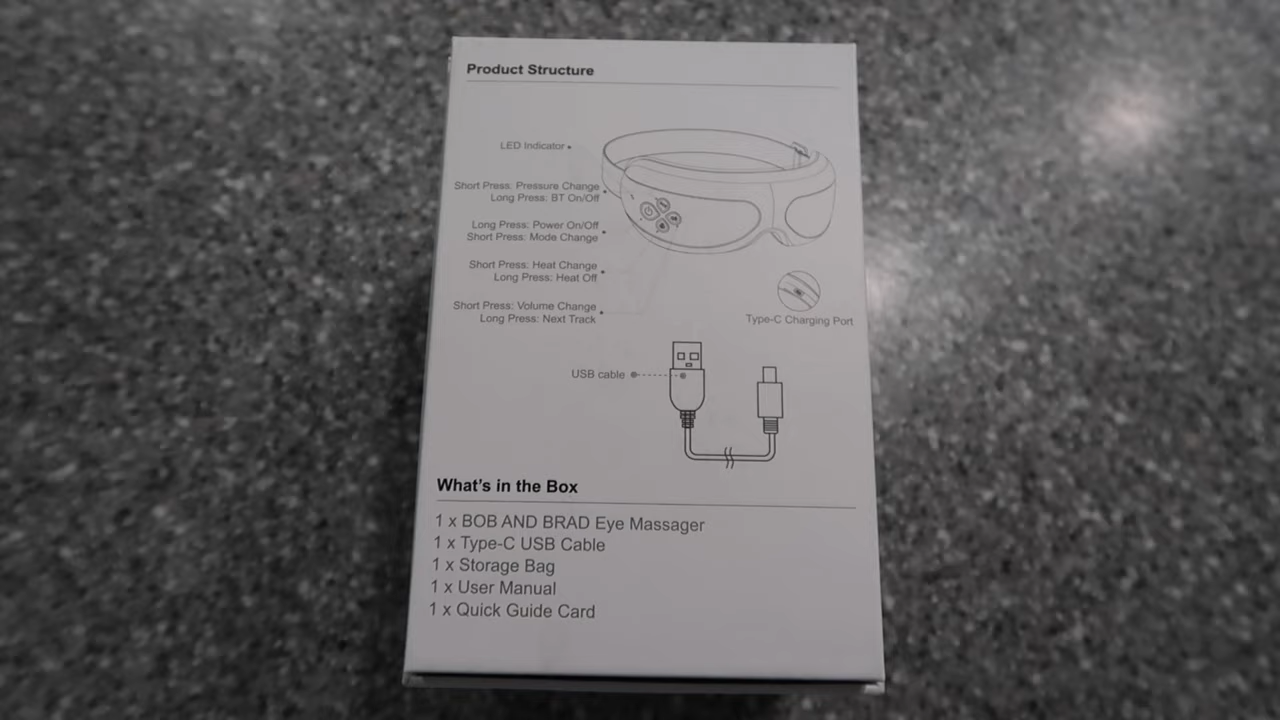 Product Structure
LED Indicator
Short Press: Pressure Change
Long Press: BT On/Off
Long Press: Power On/Off
Short Press: Mode Change
Short Press: Heat Change
Long Press: Heat Off
Short Press: Volume Change
Long Press: Next Track
Type-C Charging Port
USB cable
What's in the Box
1 x BOB AND BRAD Eye Massager
1 x Type-C USB Cable
1 x Storage Bag
1 x User Manual
1 x Quick Guide Card